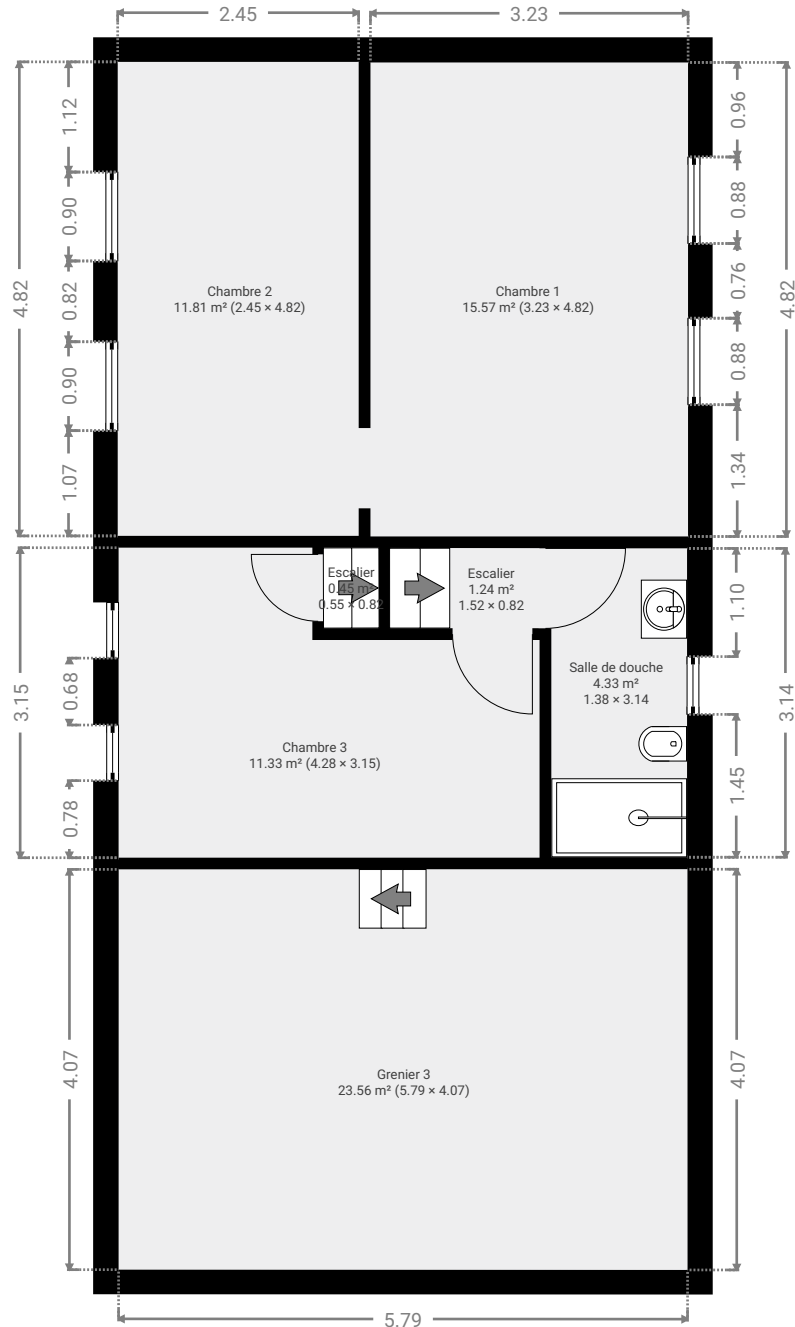 2.45
3.23
1.12
0.90
0.82
0.90
1.07
4.82
0.96
0.88
0.76
0.88
1.34
4.82
Chambre 2
11.81 m² (2.45 × 4.82)
Chambre 1
15.57 m² (3.23 × 4.82)
Escalier
0.45 m²
0.55 × 0.82
Escalier
1.24 m²
1.52 × 0.82
Salle de douche
4.33 m²
1.38 × 3.14
Chambre 3
11.33 m² (4.28 × 3.15)
3.15
0.68
0.78
1.10
1.45
3.14
Grenier 3
23.56 m² (5.79 × 4.07)
4.07
4.07
5.79